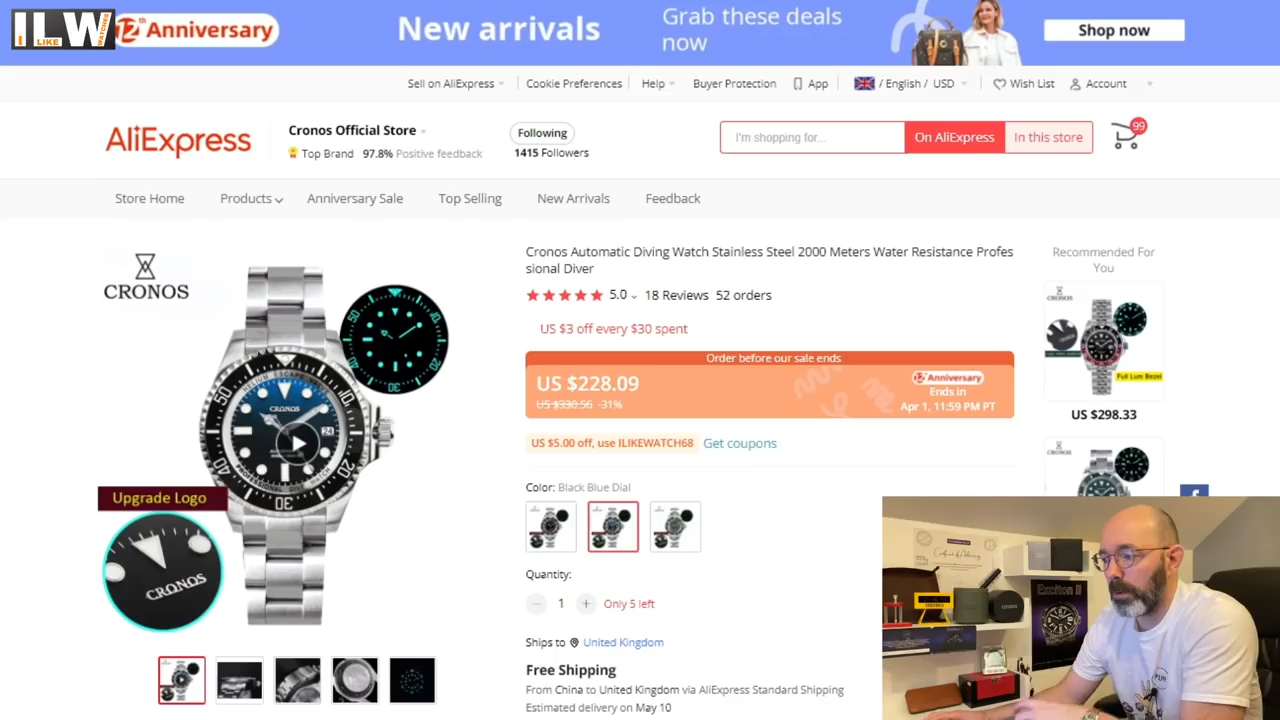 ILW
LIKE
WATCHES
12th Anniversary
New arrivals
Grab these deals
now
Shop now
Sell on AliExpress
Cookie Preferences
Help
Buyer Protection
App
/ English / USD
Wish List
Account
AliExpress
Cronos Official Store
Top Brand 97.8% Positive feedback
Following
1415 Followers
I'm shopping for...
On AliExpress
In this store
99
Store Home
Products
Anniversary Sale
Top Selling
New Arrivals
Feedback
CRONOS
Upgrade Logo
CRONOS
Cronos Automatic Diving Watch Stainless Steel 2000 Meters Water Resistance Profes
sional Diver
5.0 18 Reviews 52 orders
US $3 off every $30 spent
Order before our sale ends
US $228.09
US $330.56 -31%
12th Anniversary
Ends in
Apr 1, 11:59 PM PT
US $5.00 off, use ILIKEWATCH68 Get coupons
Color: Black Blue Dial
Quantity:
1
Only 5 left
Ships to United Kingdom
Free Shipping
From China to United Kingdom via AliExpress Standard Shipping
Estimated delivery on May 10
Recommended For
You
CRONOS
Full Lum Bezel
US $298.33
CRONOS
f
Exciton II